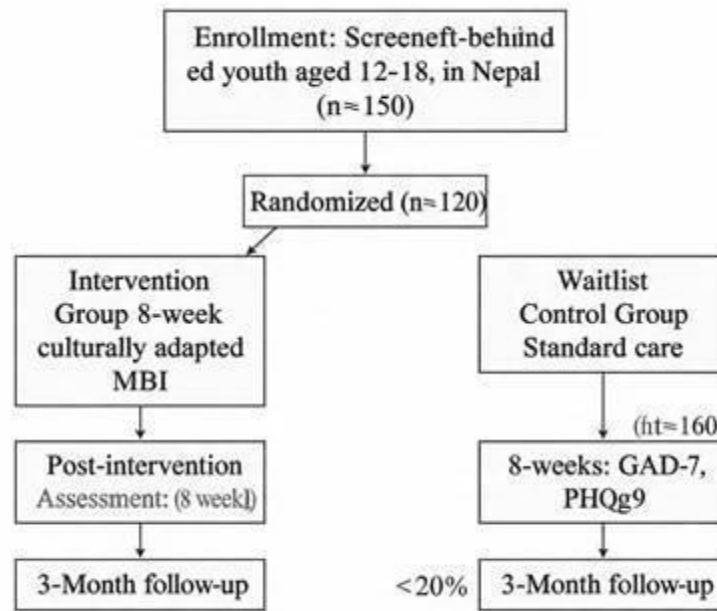 Enrollment: Screeneft-behiind
ed youth aged 12-18, in Nepal
(n≈150)
Randomized (n≈120)
Intervention
Group 8-week
culturally adapted
MBI
Waitlist
Control Group
Standard care
(ht≈160
Post-intervention
Assessment: (8 weekl)
8-weeks: GAD-7,
PHQg9
3-Month follow-up
<20%
3-Month follow-up